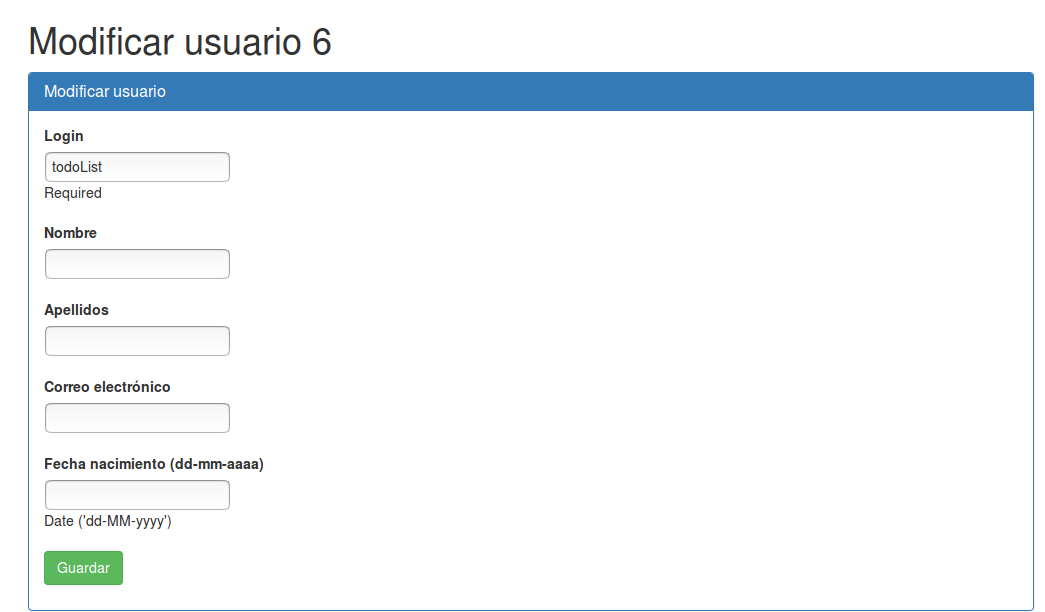 Modificar usuario 6
Modificar usuario
Login
todoList
Required
Nombre
Apellidos
Correo electrónico
Fecha nacimiento (dd-mm-aaaa)
Date ('dd-MM-yyyy')
Guardar